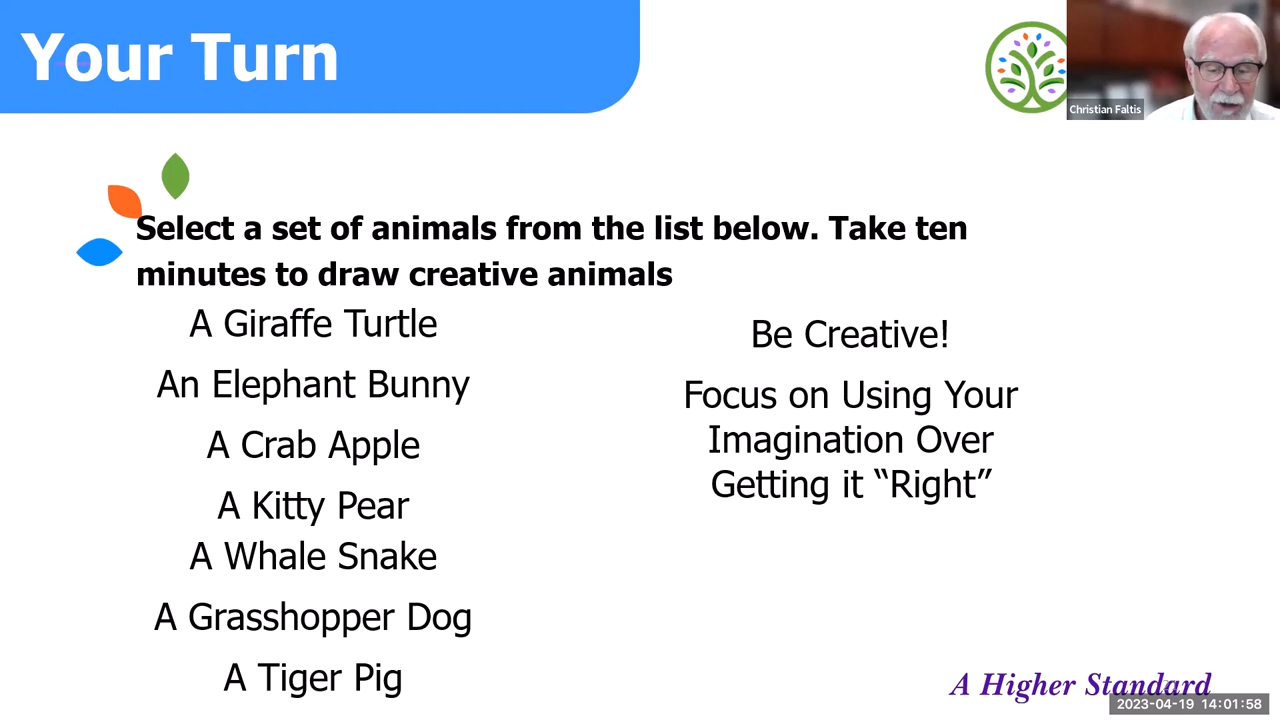 Your Turn
Christian Faltis
Select a set of animals from the list below. Take ten
minutes to draw creative animals
A Giraffe Turtle
An Elephant Bunny
A Crab Apple
A Kitty Pear
A Whale Snake
A Grasshopper Dog
A Tiger Pig
Be Creative!
Focus on Using Your
Imagination Over
Getting it “Right”
A Higher Standard
2023-04-19 14:01:58